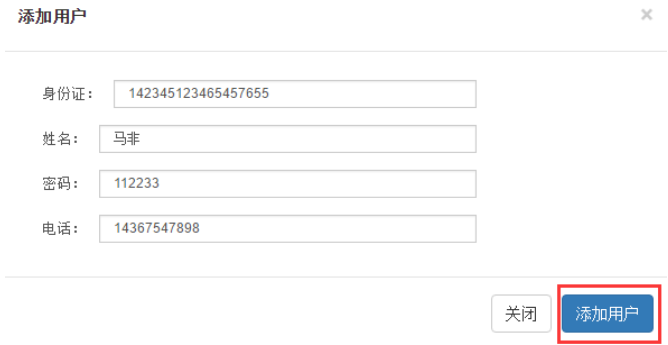 添加用户 ×
身份证： 142345123465457655
姓名： 马非
密码： 112233
电话： 14367547898
关闭 添加用户